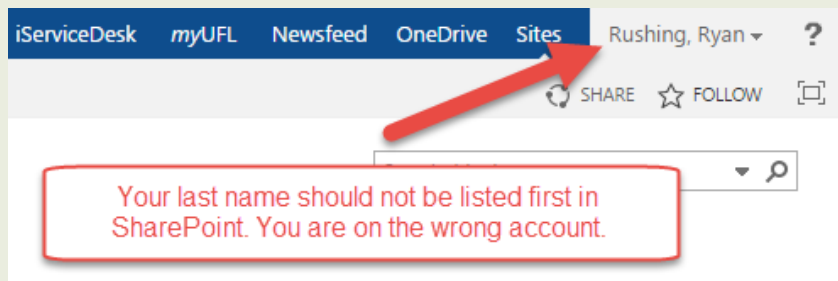 iServiceDesk myUFL Newsfeed OneDrive Sites Rushing, Ryan ?
SHARE FOLLOW
Your last name should not be listed first in
SharePoint. You are on the wrong account.